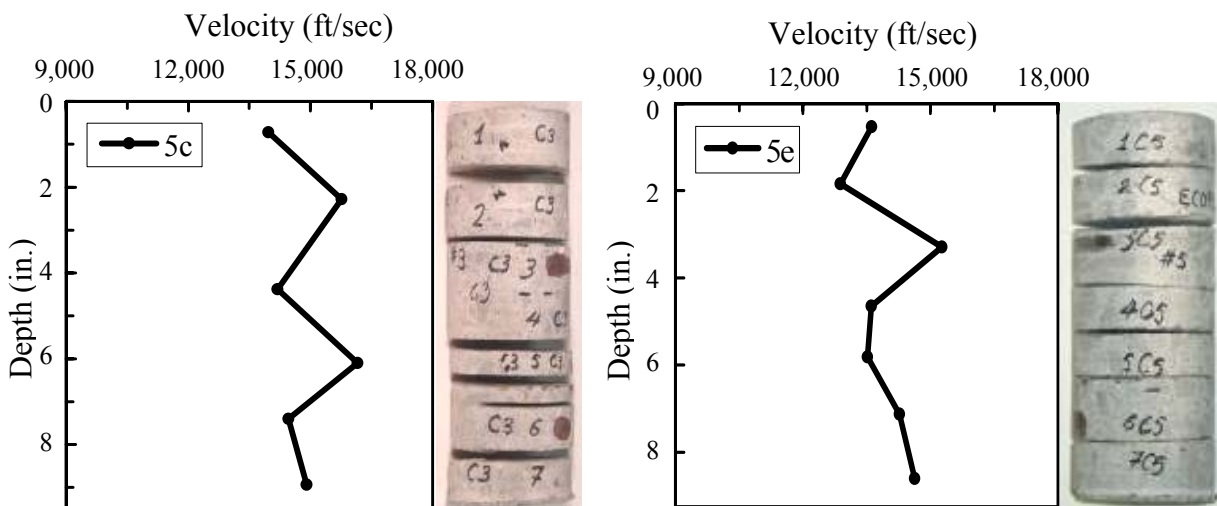 Velocity (ft/sec)
9,000 12,000 15,000 18,000
Depth (in.)
0
2
4
6
8
5c
1 C3
2 C3
#3 C3 3
C3
4
C3 5 C3
C3 6
C3 7
Velocity (ft/sec)
9,000 12,000 15,000 18,000
Depth (in.)
0
2
4
6
8
5e
1C5
2C5
3C5
#5
4C5
5C5
6C5
7C5